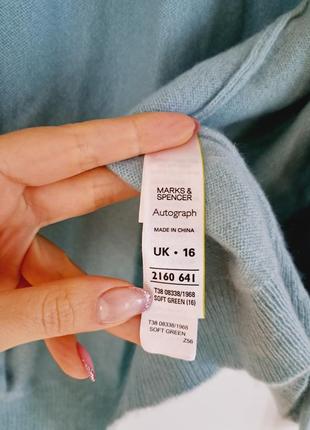 MARKS &
SPENCER
Autograph
MADE IN CHINA
UK • 16
2160 641
T38 08338/1968
SOFT GREEN (16)
T38 08338/1968
SOFT GREEN
Z56